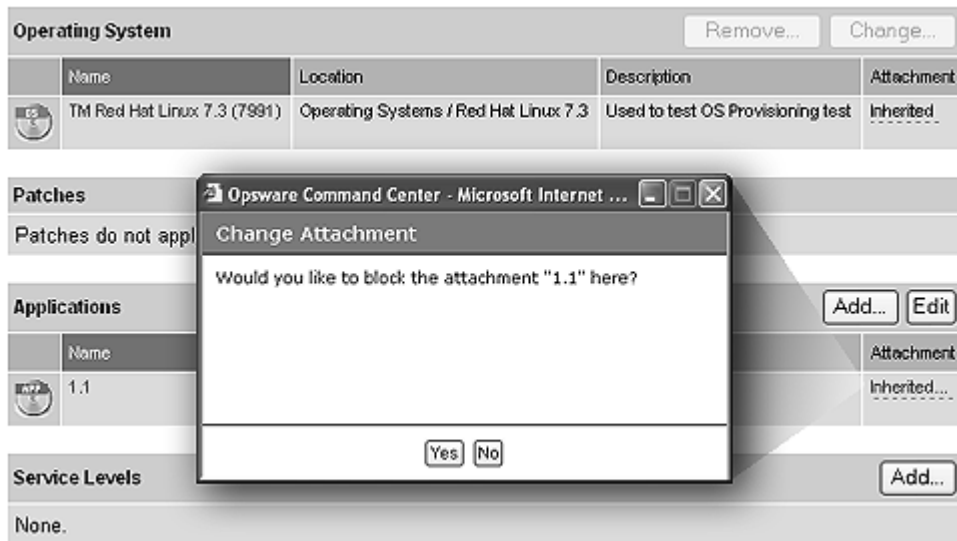 Operating System
Remove... Change...
Name Location Description Attachment
OS
TM Red Hat Linux 7.3 (7991) Operating Systems / Red Hat Linux 7.3 Used to test OS Provisioning test Inherited
Patches
Patches do not appl
Opsware Command Center - Microsoft Internet ...
Change Attachment
Would you like to block the attachment "1.1" here?
Yes No
Applications
Add... Edit
Name Attachment
APP
1.1 Inherited...
Service Levels
Add...
None.